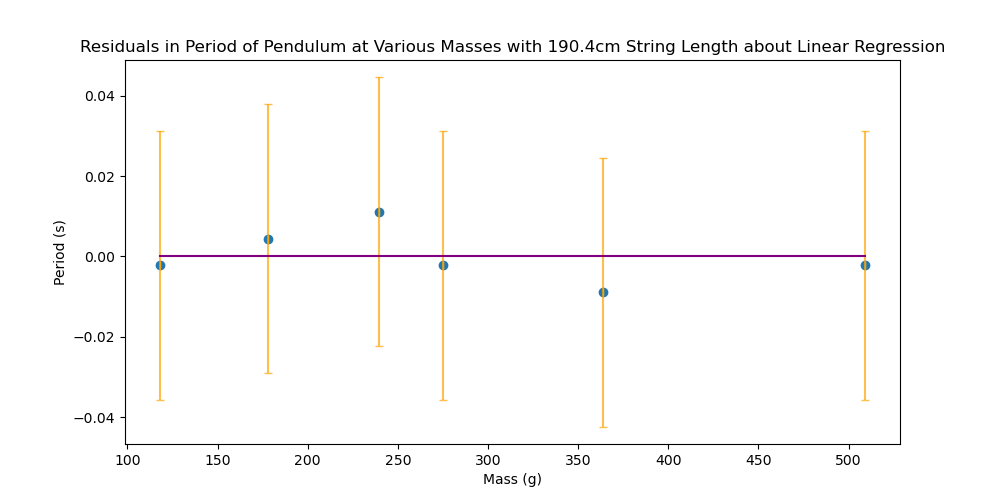 Residuals in Period of Pendulum at Various Masses with 190.4cm String Length about Linear Regression
0.04
0.02
0.00
−0.02
−0.04
Period (s)
100 150 200 250 300 350 400 450 500
Mass (g)